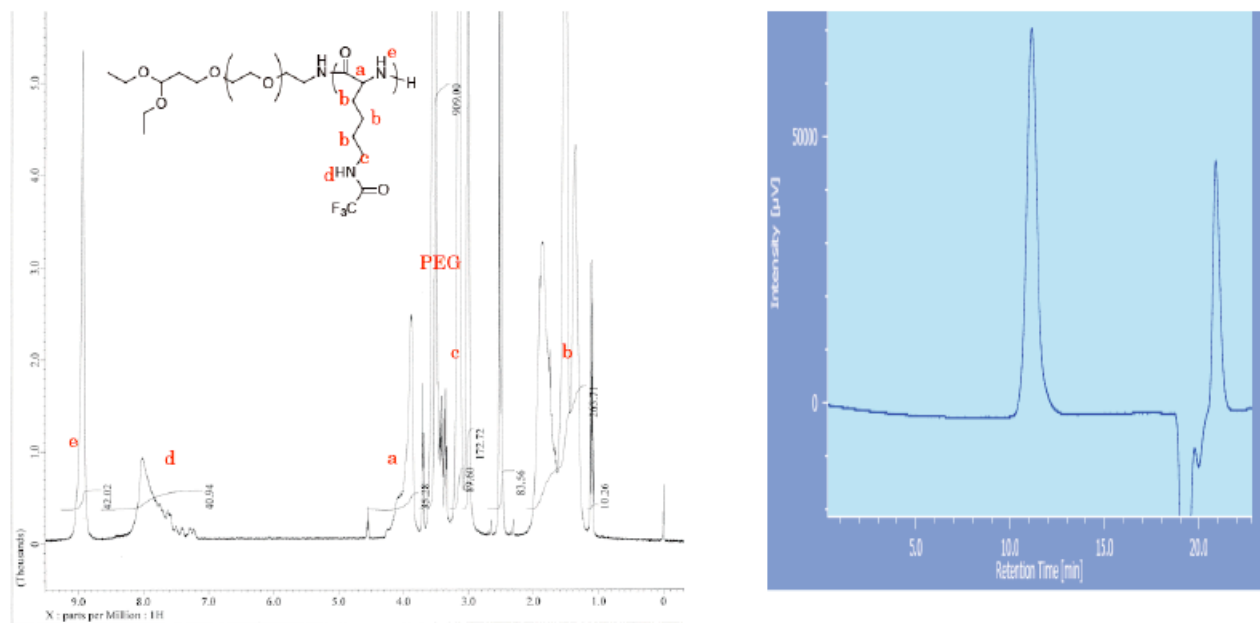 5.0
4.0
3.0
2.0
1.0
0
(Thousands)
O
O
O
O
H
N
O
a
H
N
e
H
b
b
b
c
d
HN
O
F₃C
PEG
e
d
a
c
b
42.02
40.94
909.00
89.60
172.72
83.56
265.71
10.26
9.0 8.0 7.0 6.0 5.0 4.0 3.0 2.0 1.0 0
X : parts per Million : 1H
Intensity [µV]
50000
0
5.0 10.0 15.0 20.0
Retention Time [min]